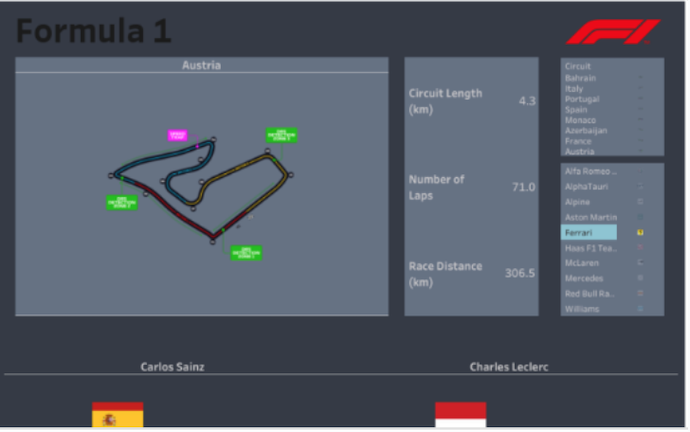 Formula 1
F1
Austria
Circuit Length
(km)
4.3
Number of
Laps
71.0
Race Distance
(km)
306.5
Circuit
Bahrain
Italy
Portugal
Spain
Monaco
Azerbaijan
France
Austria
Alfa Romeo ...
AlphaTauri
Alpine
Aston Martin
Ferrari
Haas F1 Tea...
McLaren
Mercedes
Red Bull Ra...
Williams
Carlos Sainz
Charles Leclerc